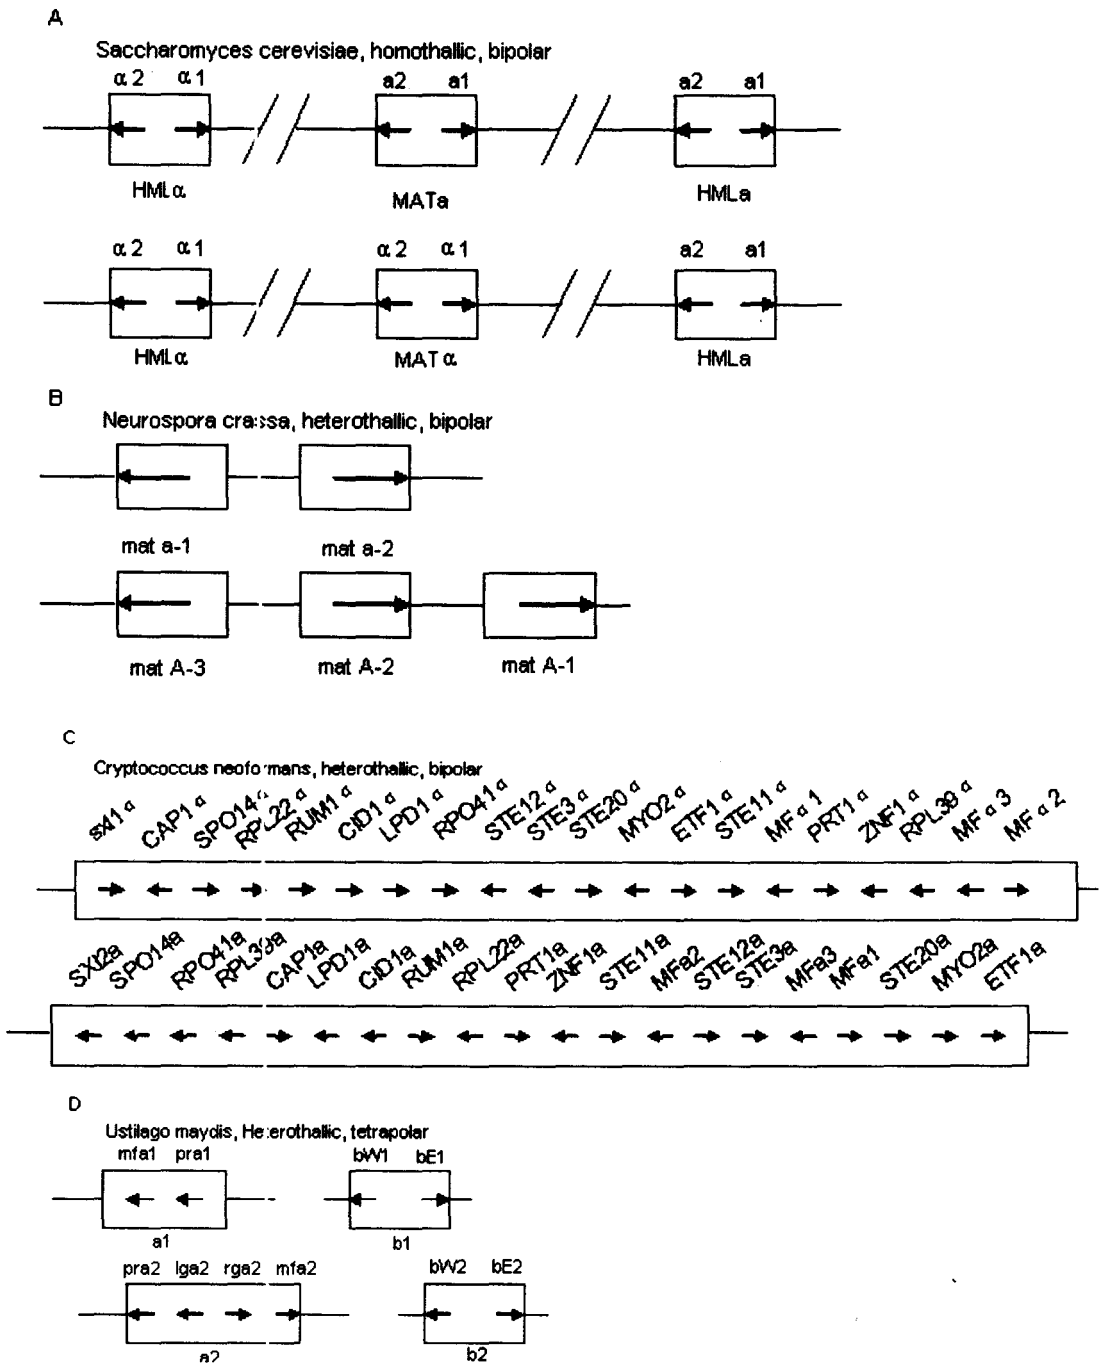 A
Saccharomyces cerevisiae, homothallic, bipolar
α2 α1 a2 a1 a2 a1
HMLα MATa HMLa
α2 α1 α2 α1 a2 a1
HMLα MATα HMLa
B
Neurospora crassa, heterothallic, bipolar
mat a-1 mat a-2
mat A-3 mat A-2 mat A-1
C
Cryptococcus neoformans, heterothallic, bipolar
sxi1α CAP1α SPO14α RPL22α RUM1α CID1α LPD1α RPO41α STE12α STE3α STE20α MYO2α ETF1α STE11α MFα1 PRT1α ZNF1α RPL39α MFα3 MFα2
SXI2a SPO14a RPO41a RPL39a CAP1a LPD1a CID1a RUM1a RPL22a PRT1a ZNF1a STE11a MFa2 STE12a STE3a MFa3 MFa1 STE20a MYO2a ETF1a
D
Ustilago maydis, Heterothallic, tetrapolar
mfa1 pra1 bW1 bE1
a1 b1
pra2 lga2 rga2 mfa2 bW2 bE2
a2 b2